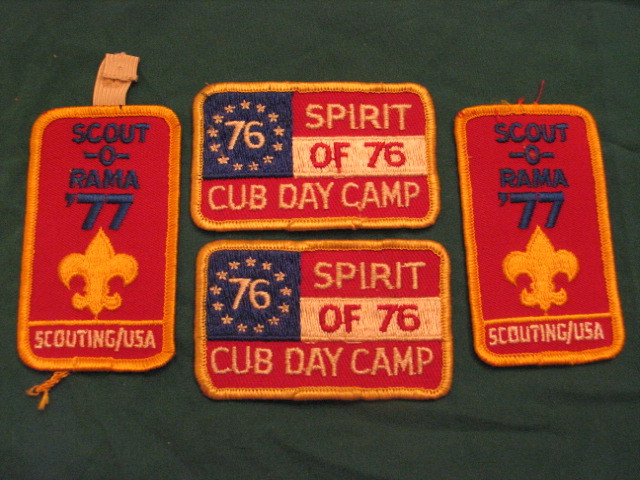 SCOUT
-O-
RAMA
'77
SCOUTING/USA
76
SPIRIT
OF 76
CUB DAY CAMP
76
SPIRIT
OF 76
CUB DAY CAMP
SCOUT
-O-
RAMA
'77
SCOUTING/USA